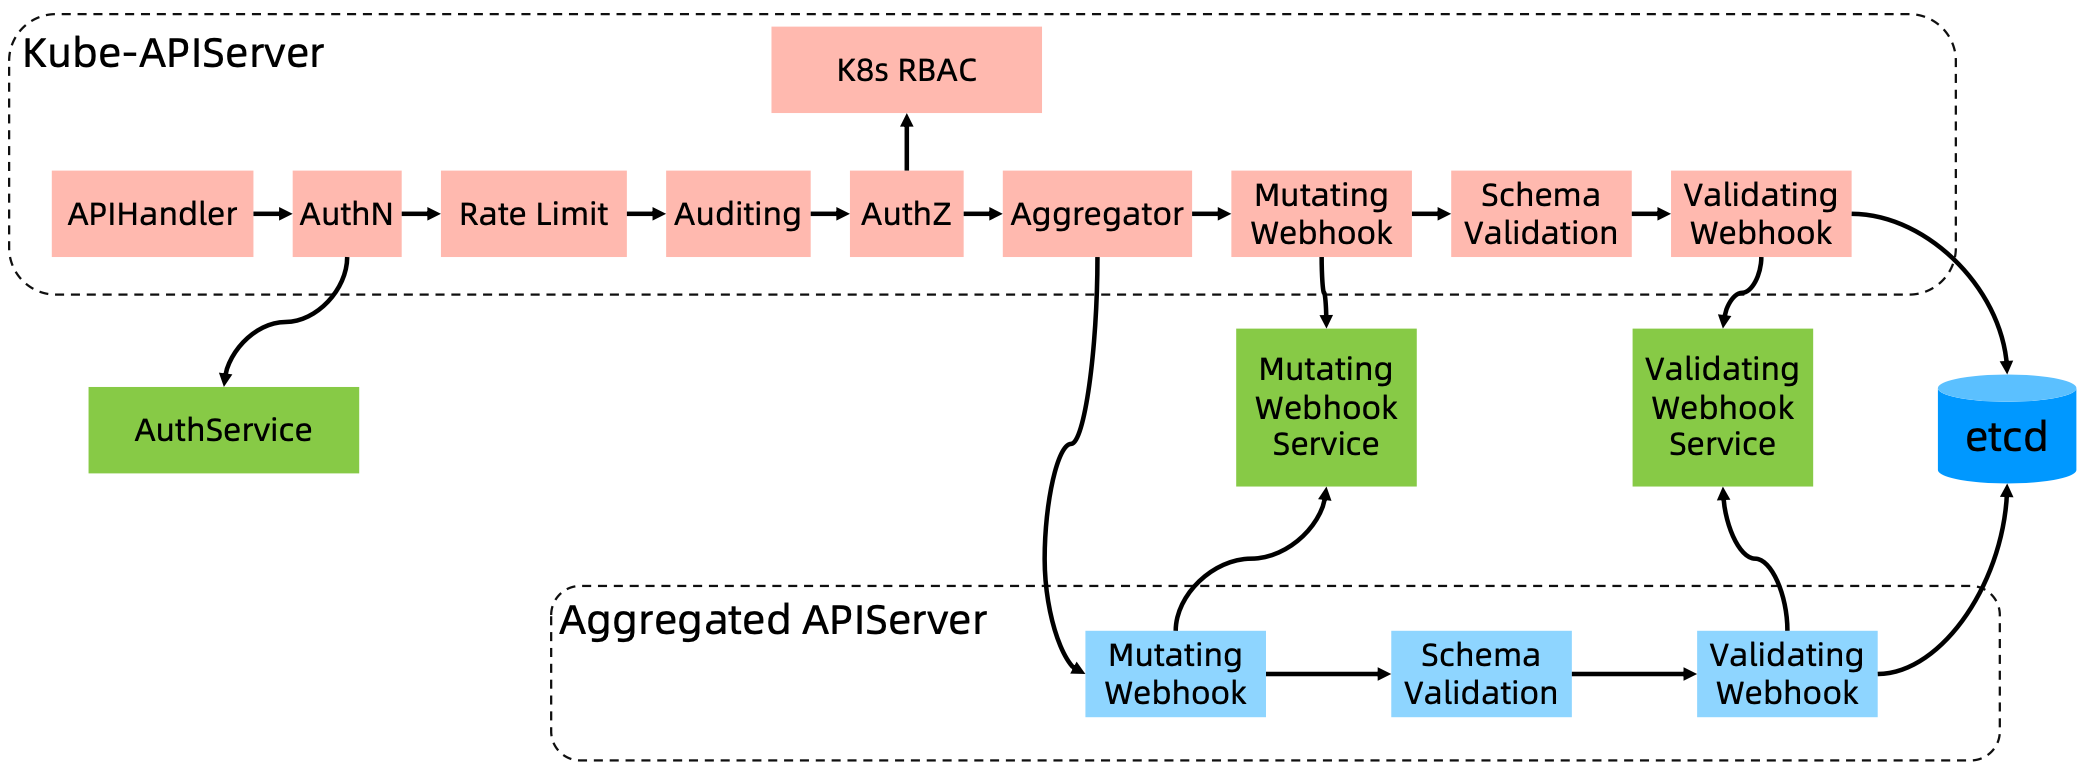 Kube-APIServer
K8s RBAC
APIHandler
AuthN
Rate Limit
Auditing
AuthZ
Aggregator
Mutating
Webhook
Schema
Validation
Validating
Webhook
AuthService
Mutating
Webhook
Service
Validating
Webhook
Service
etcd
Aggregated APIServer
Mutating
Webhook
Schema
Validation
Validating
Webhook